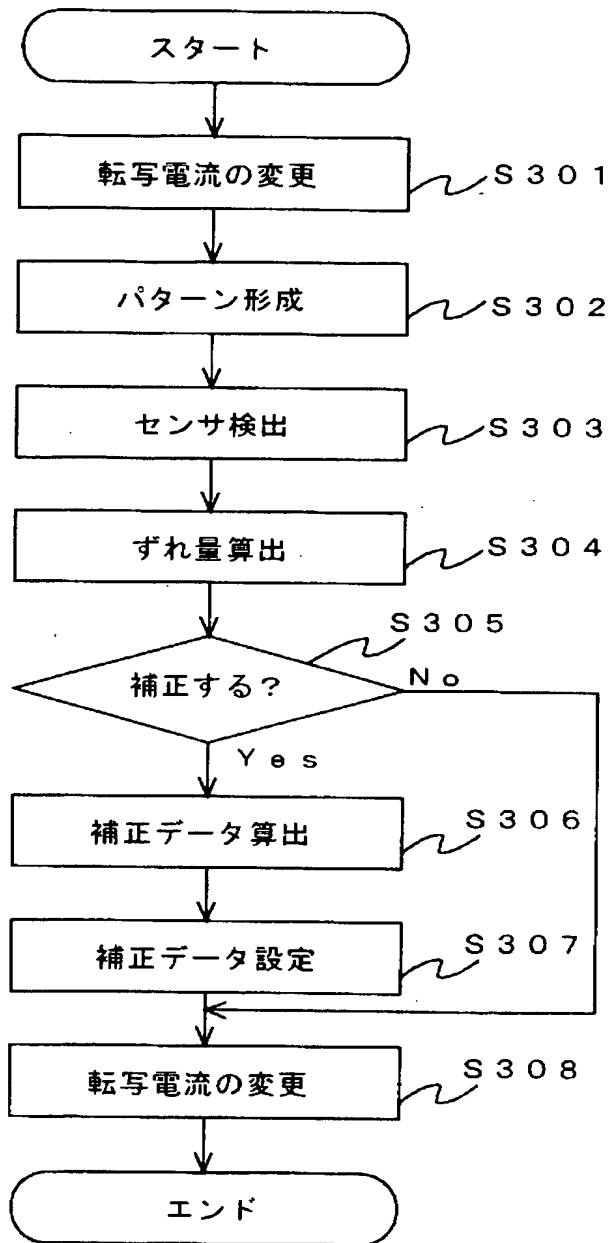 スタート
転写電流の変更
S301
パターン形成
S302
センサ検出
S303
ずれ量算出
S304
S305
補正する?
No
Yes
補正データ算出
S306
補正データ設定
S307
転写電流の変更
S308
エンド